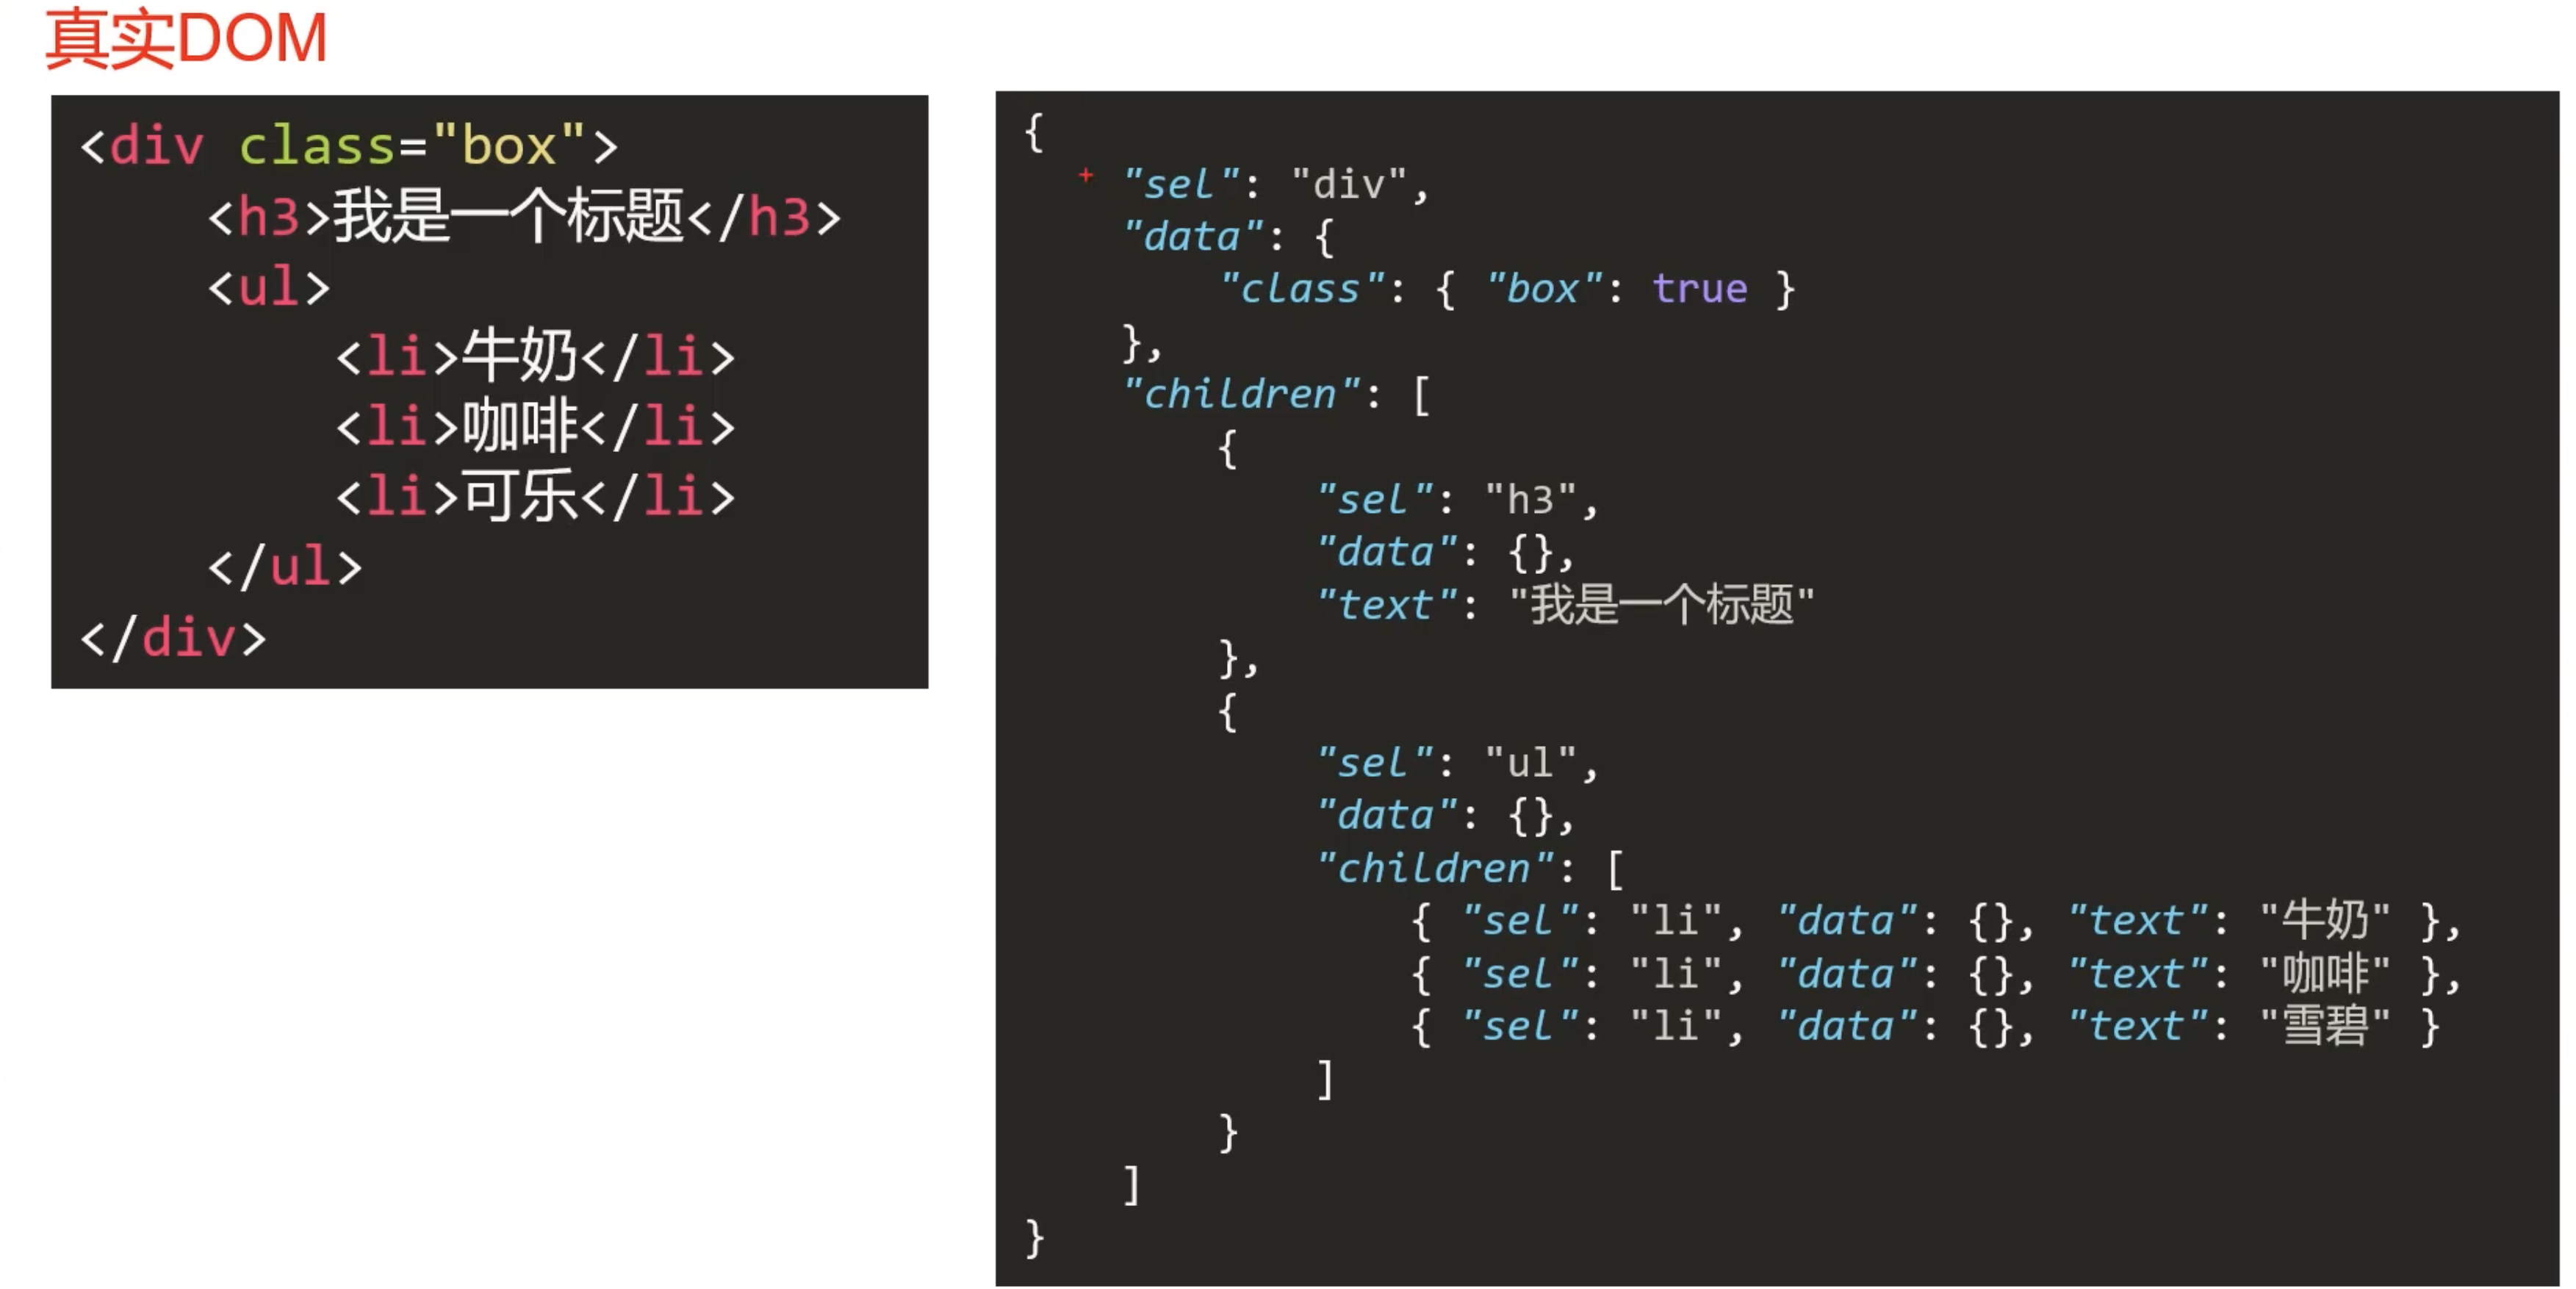 真实DOM
<div class="box">
    <h3>我是一个标题</h3>
    <ul>
        <li>牛奶</li>
        <li>咖啡</li>
        <li>可乐</li>
    </ul>
</div>
{
    "sel": "div",
    "data": {
        "class": { "box": true }
    },
    "children": [
        {
            "sel": "h3",
            "data": {},
            "text": "我是一个标题"
        },
        {
            "sel": "ul",
            "data": {},
            "children": [
                { "sel": "li", "data": {}, "text": "牛奶" },
                { "sel": "li", "data": {}, "text": "咖啡" },
                { "sel": "li", "data": {}, "text": "雪碧" }
            ]
        }
    ]
}